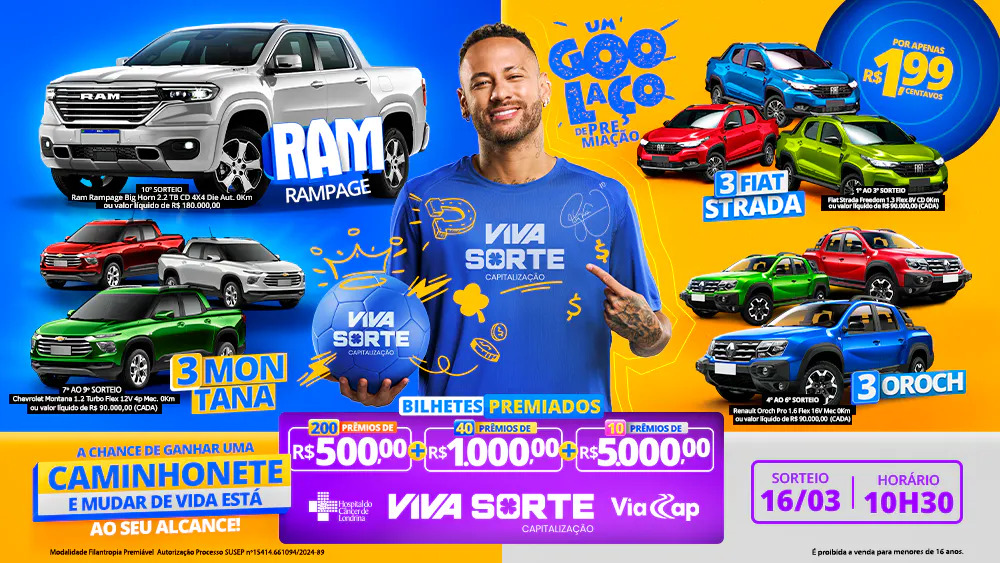 RAM
RAM
RAMPAGE
10º SORTEIO
Ram Rampage Big Horn 2.2 TB CD 4X4 Die Aut. 0Km
ou valor líquido de R$ 180.000,00
UM
GOO
LAÇO
DE PRE
MIAÇÃO
POR APENAS
R$1,99
CENTAVOS
FIAT
FIAT
FIAT
3 FIAT
STRADA
1º AO 3º SORTEIO
Fiat Strada Freedom 1.3 Flex 8V CD 0Km
ou valor líquido de R$ 90.000,00 (CADA)
VIVA
SORTE
CAPITALIZAÇÃO
VIVA
SORTE
CAPITALIZAÇÃO
3 MON
TANA
7º AO 9º SORTEIO
Chevrolet Montana 1.2 Turbo Flex 12V 4p Mec. 0Km
ou valor líquido de R$ 90.000,00 (CADA)
3 OROCH
4º AO 6º SORTEIO
Renault Oroch Pro 1.6 Flex 16V Mec 0Km
ou valor líquido de R$ 90.000,00 (CADA)
BILHETES PREMIADOS
200 PRÊMIOS DE
R$500,00
+
40 PRÊMIOS DE
R$1.000,00
+
10 PRÊMIOS DE
R$5.000,00
Hospital do
Câncer de
Londrina
VIVA SORTE
CAPITALIZAÇÃO
Via Cap
A CHANCE DE GANHAR UMA
CAMINHONETE
E MUDAR DE VIDA ESTÁ
AO SEU ALCANCE!
SORTEIO
16/03
HORÁRIO
10H30
Modalidade Filantropia Premiável Autorização Processo SUSEP nº15414.661094/2024-89
É proibida a venda para menores de 16 anos.